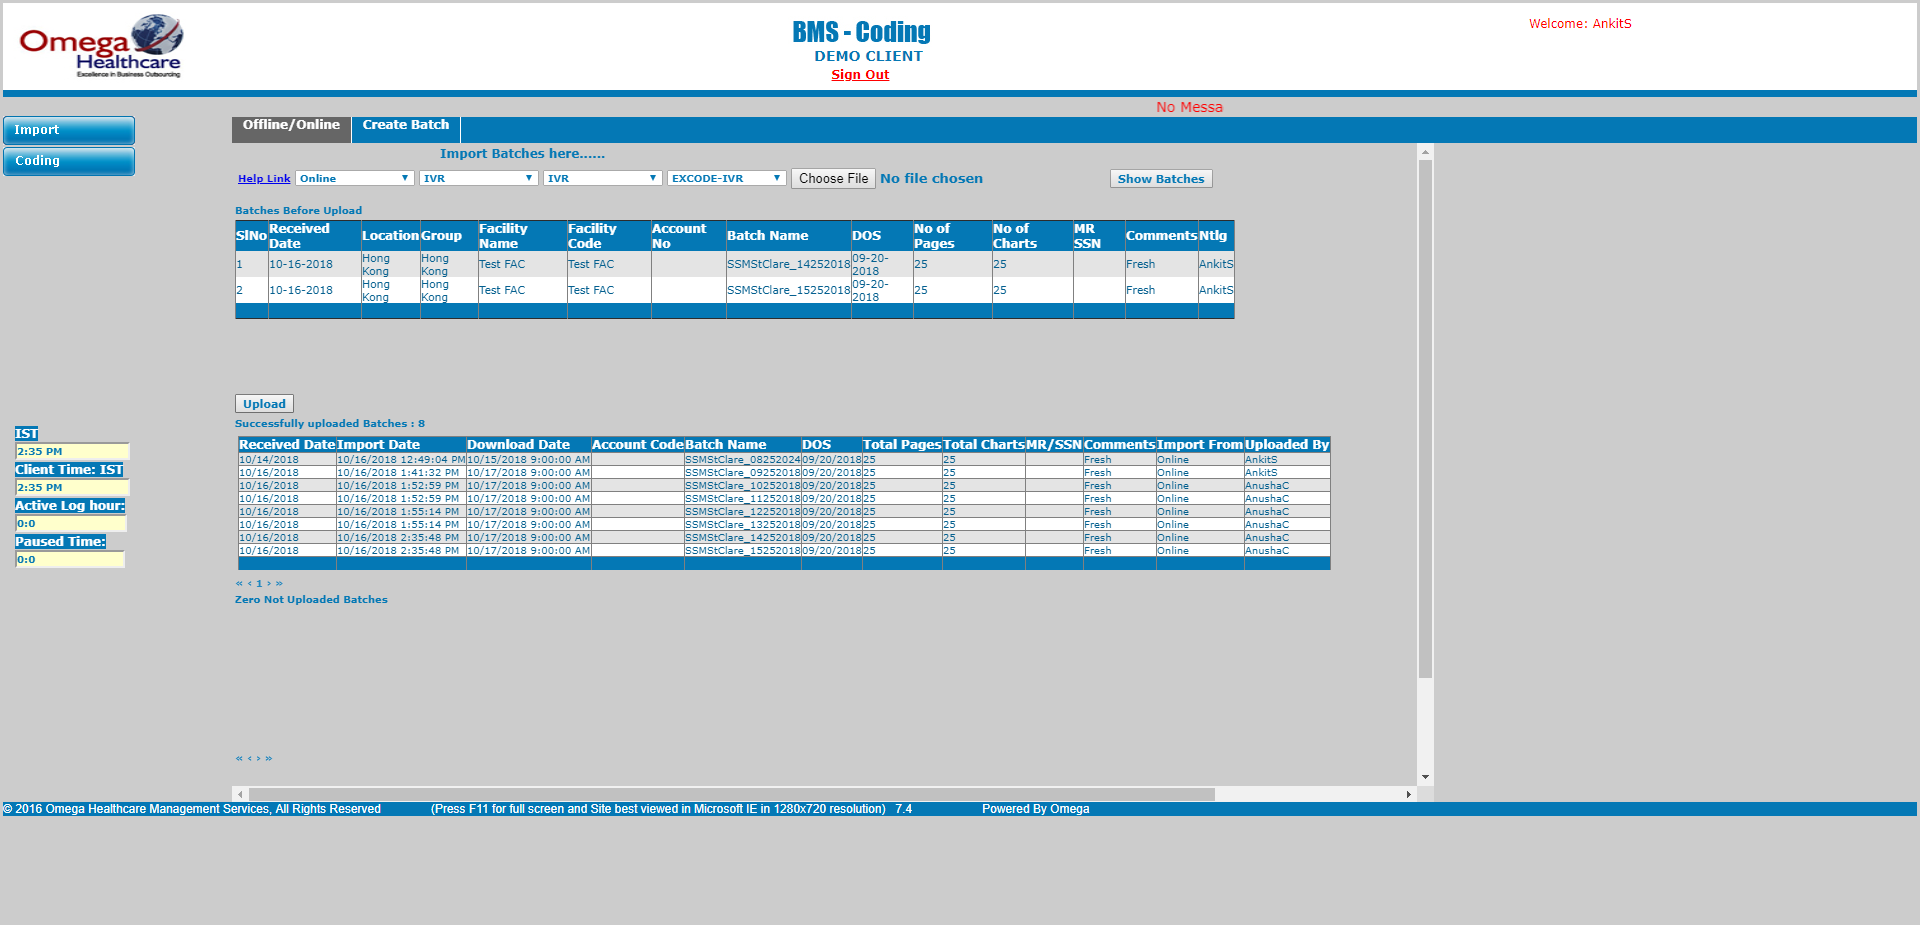 Omega
Healthcare
Excellence in Business Outsourcing
BMS - Coding
DEMO CLIENT
Sign Out
Welcome: AnkitS
No Messa
Import
Coding
Offline/Online Create Batch
Import Batches here......
Help Link Online IVR IVR EXCODE-IVR Choose File No file chosen Show Batches
Batches Before Upload
SlNo Received Date Location Group Facility Name Facility Code Account No Batch Name DOS No of Pages No of Charts MR SSN Comments Ntlg
1 10-16-2018 Hong Kong Hong Kong Test FAC Test FAC SSMStClare_14252018 09-20-2018 25 25 Fresh AnkitS
2 10-16-2018 Hong Kong Hong Kong Test FAC Test FAC SSMStClare_15252018 09-20-2018 25 25 Fresh AnkitS
Upload
Successfully uploaded Batches : 8
Received Date Import Date Download Date Account Code Batch Name DOS Total Pages Total Charts MR/SSN Comments Import From Uploaded By
10/14/2018 10/16/2018 12:49:04 PM 10/15/2018 9:00:00 AM SSMStClare_08252024 09/20/2018 25 25 Fresh Online AnkitS
10/16/2018 10/16/2018 1:41:32 PM 10/17/2018 9:00:00 AM SSMStClare_09252018 09/20/2018 25 25 Fresh Online AnkitS
10/16/2018 10/16/2018 1:52:59 PM 10/17/2018 9:00:00 AM SSMStClare_10252018 09/20/2018 25 25 Fresh Online AnushaC
10/16/2018 10/16/2018 1:52:59 PM 10/17/2018 9:00:00 AM SSMStClare_11252018 09/20/2018 25 25 Fresh Online AnushaC
10/16/2018 10/16/2018 1:55:14 PM 10/17/2018 9:00:00 AM SSMStClare_12252018 09/20/2018 25 25 Fresh Online AnushaC
10/16/2018 10/16/2018 1:55:14 PM 10/17/2018 9:00:00 AM SSMStClare_13252018 09/20/2018 25 25 Fresh Online AnushaC
10/16/2018 10/16/2018 2:35:48 PM 10/17/2018 9:00:00 AM SSMStClare_14252018 09/20/2018 25 25 Fresh Online AnushaC
10/16/2018 10/16/2018 2:35:48 PM 10/17/2018 9:00:00 AM SSMStClare_15252018 09/20/2018 25 25 Fresh Online AnushaC
« ‹ 1 › »
Zero Not Uploaded Batches
« ‹ › »
IST
2:35 PM
Client Time: IST
2:35 PM
Active Log hour:
0:0
Paused Time:
0:0
© 2016 Omega Healthcare Management Services, All Rights Reserved (Press F11 for full screen and Site best viewed in Microsoft IE in 1280x720 resolution) 7.4 Powered By Omega